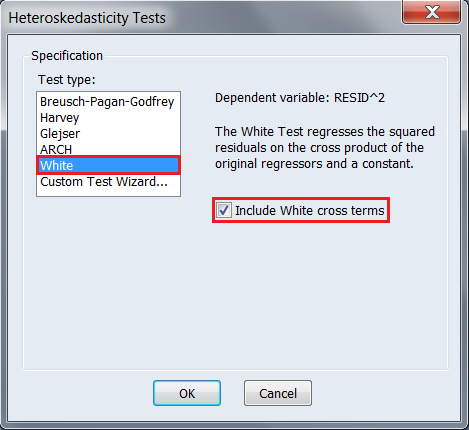 Heteroskedasticity Tests
Specification
Test type:
Breusch-Pagan-Godfrey
Harvey
Glejser
ARCH
White
Custom Test Wizard...
Dependent variable: RESID^2
The White Test regresses the squared
residuals on the cross product of the
original regressors and a constant.
Include White cross terms
OK
Cancel